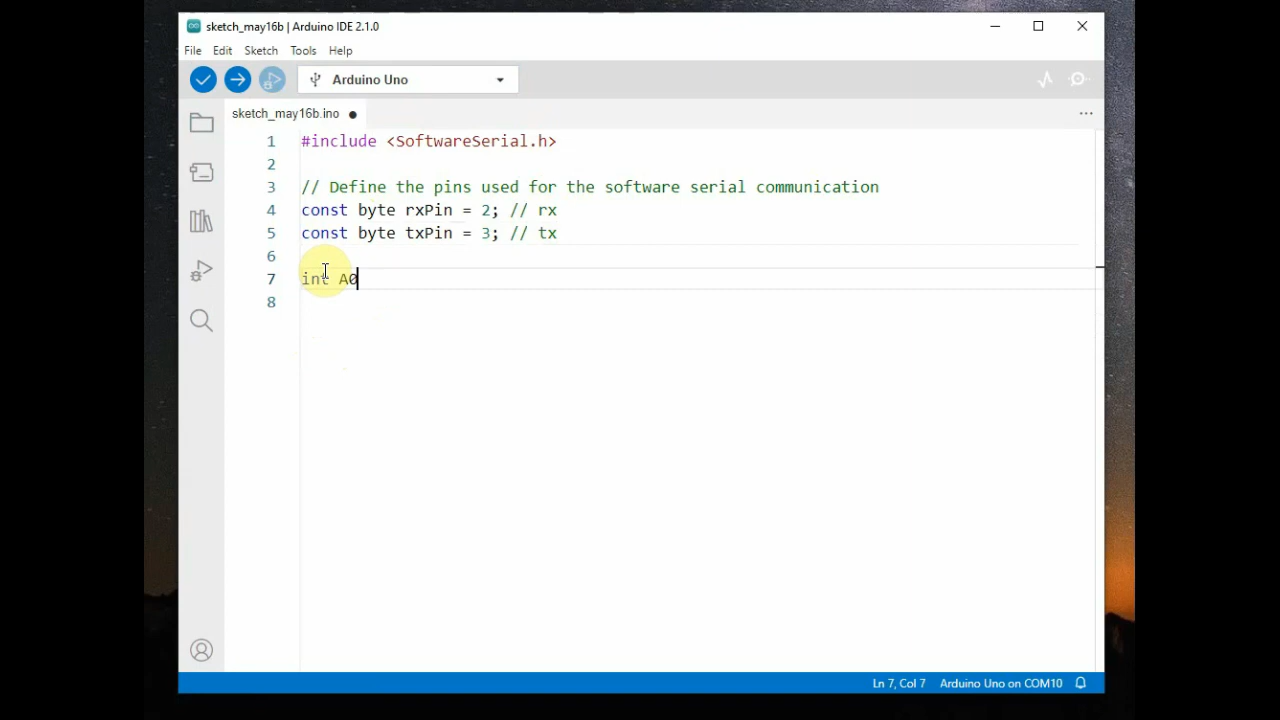 sketch_may16b | Arduino IDE 2.1.0
File Edit Sketch Tools Help
Arduino Uno
sketch_may16b.ino
1 #include <SoftwareSerial.h>
2
3 // Define the pins used for the software serial communication
4 const byte rxPin = 2; // rx
5 const byte txPin = 3; // tx
6
7 int A0
8
Ln 7, Col 7 Arduino Uno on COM10